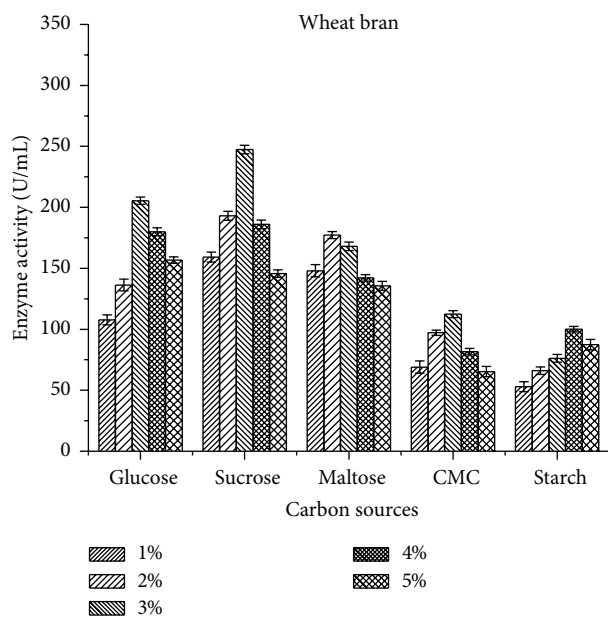 Wheat bran
350
300
250
200
150
100
50
0
Enzyme activity (U/mL)
Glucose Sucrose Maltose CMC Starch
Carbon sources
1% 4%
2% 5%
3%